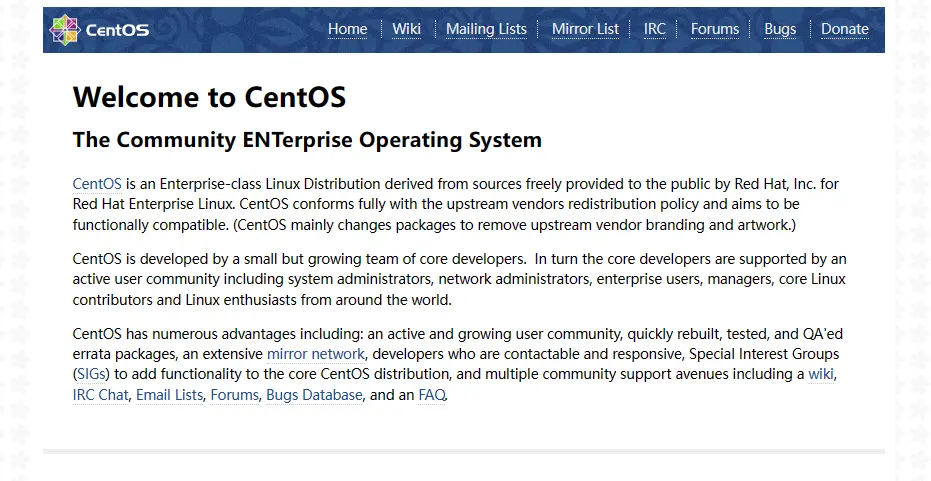 CentOS
Home Wiki Mailing Lists Mirror List IRC Forums Bugs Donate
Welcome to CentOS
The Community ENTerprise Operating System
CentOS is an Enterprise-class Linux Distribution derived from sources freely provided to the public by Red Hat, Inc. for
Red Hat Enterprise Linux. CentOS conforms fully with the upstream vendors redistribution policy and aims to be
functionally compatible. (CentOS mainly changes packages to remove upstream vendor branding and artwork.)
CentOS is developed by a small but growing team of core developers.  In turn the core developers are supported by an
active user community including system administrators, network administrators, enterprise users, managers, core Linux
contributors and Linux enthusiasts from around the world.
CentOS has numerous advantages including: an active and growing user community, quickly rebuilt, tested, and QA'ed
errata packages, an extensive mirror network, developers who are contactable and responsive, Special Interest Groups
(SIGs) to add functionality to the core CentOS distribution, and multiple community support avenues including a wiki,
IRC Chat, Email Lists, Forums, Bugs Database, and an FAQ.